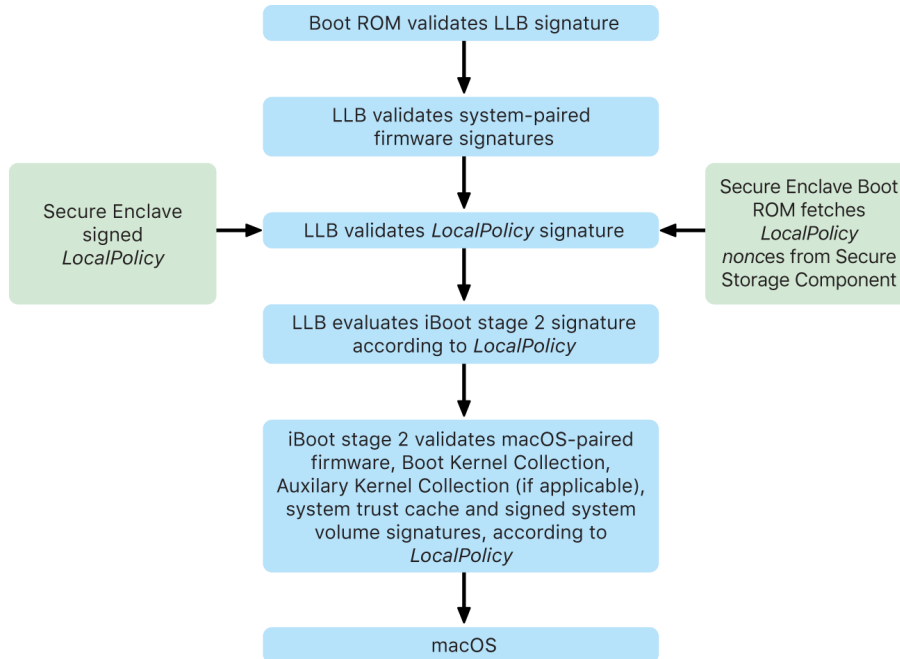 Boot ROM validates LLB signature
LLB validates system-paired
firmware signatures
Secure Enclave
signed
LocalPolicy
LLB validates LocalPolicy signature
Secure Enclave Boot
ROM fetches
LocalPolicy
nonces from Secure
Storage Component
LLB evaluates iBoot stage 2 signature
according to LocalPolicy
iBoot stage 2 validates macOS-paired
firmware, Boot Kernel Collection,
Auxilary Kernel Collection (if applicable),
system trust cache and signed system
volume signatures, according to
LocalPolicy
macOS